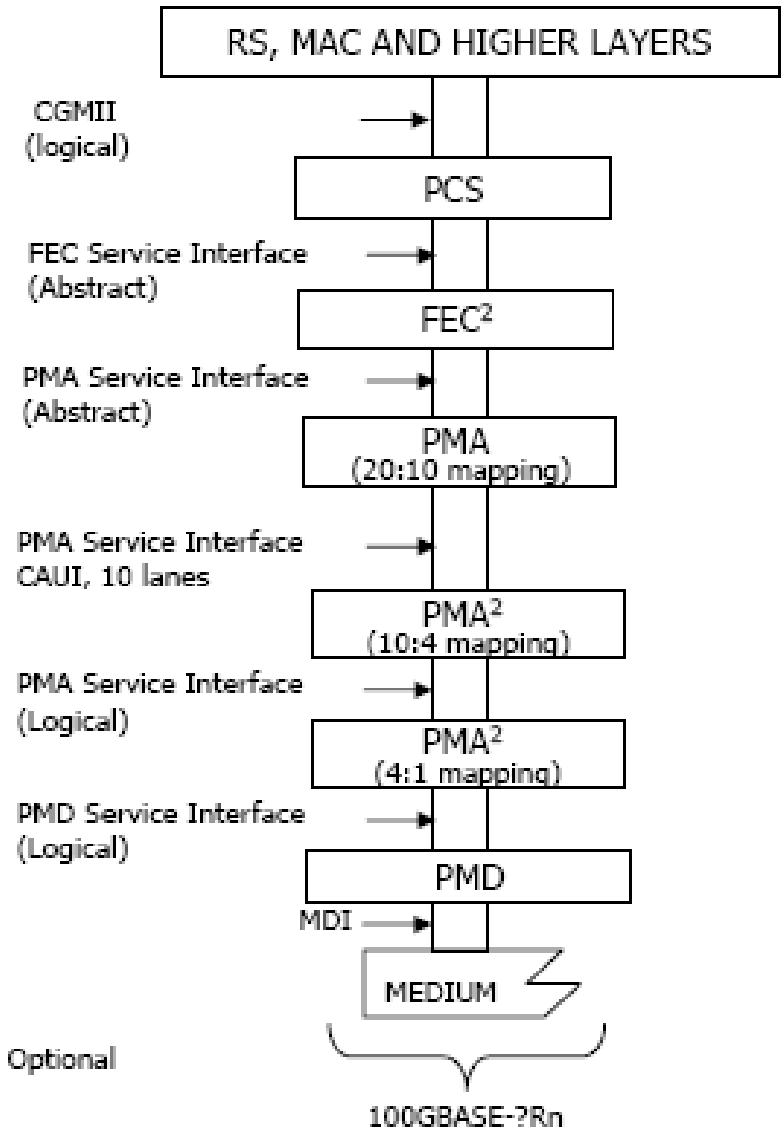 RS, MAC AND HIGHER LAYERS
CGMII
(logical)
PCS
FEC Service Interface
(Abstract)
FEC²
PMA Service Interface
(Abstract)
PMA
(20:10 mapping)
PMA Service Interface
CAUI, 10 lanes
PMA²
(10:4 mapping)
PMA Service Interface
(Logical)
PMA²
(4:1 mapping)
PMD Service Interface
(Logical)
PMD
MDI
MEDIUM
Optional
100GBASE-?Rn